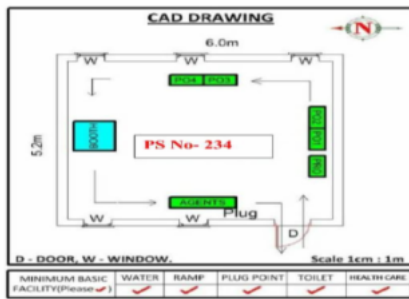 CAD DRAWING
6.0m
N
W W W
PO4 PO3
5.2m
BOOTH
PS No- 234
PO2
PO1
PRO
AGENTS
Plug
W W D
D - DOOR, W - WINDOW. Scale 1cm : 1m
MINIMUM BASIC FACILITY(Please ✓) WATER RAMP PLUG POINT TOILET HEALTH CARE